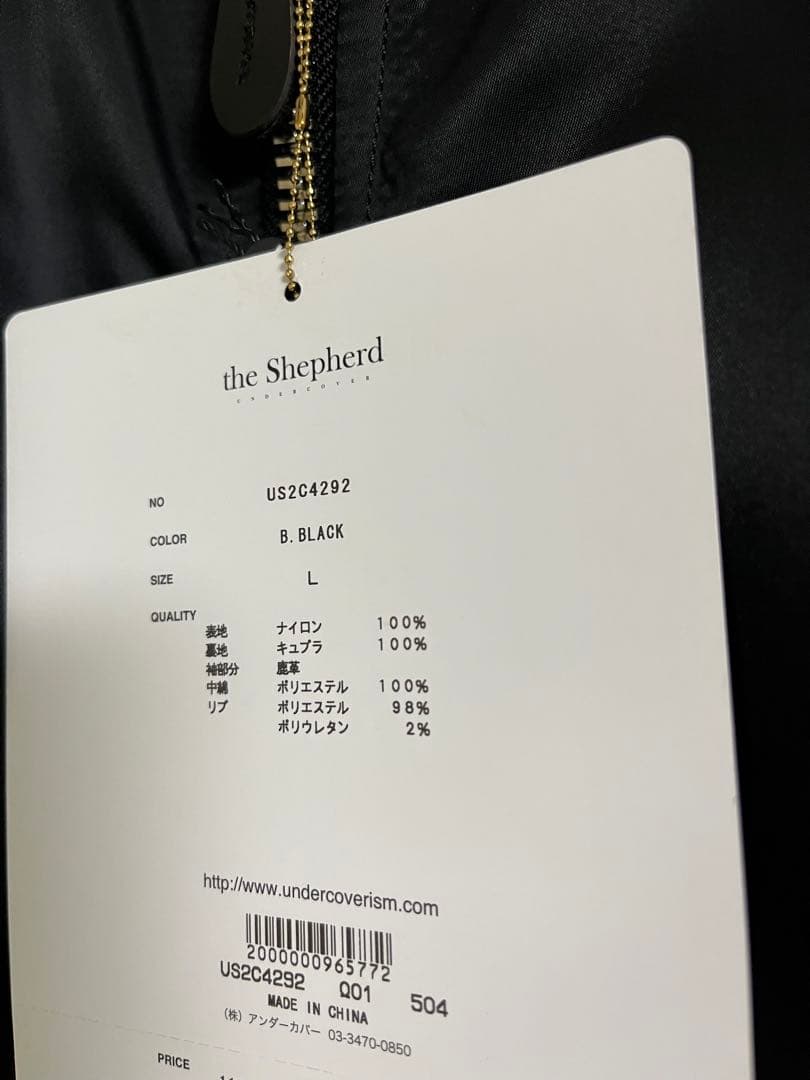 the Shepherd
UNDERCOVER
NO US2C4292
COLOR B.BLACK
SIZE L
QUALITY
表地 ナイロン 100%
裏地 キュプラ 100%
袖部分 鹿革
中綿 ポリエステル 100%
リブ ポリエステル 98%
ポリウレタン 2%
http://www.undercoverism.com
2000000965772
US2C4292 Q01 504
MADE IN CHINA
(株) アンダーカバー 03-3470-0850
PRICE